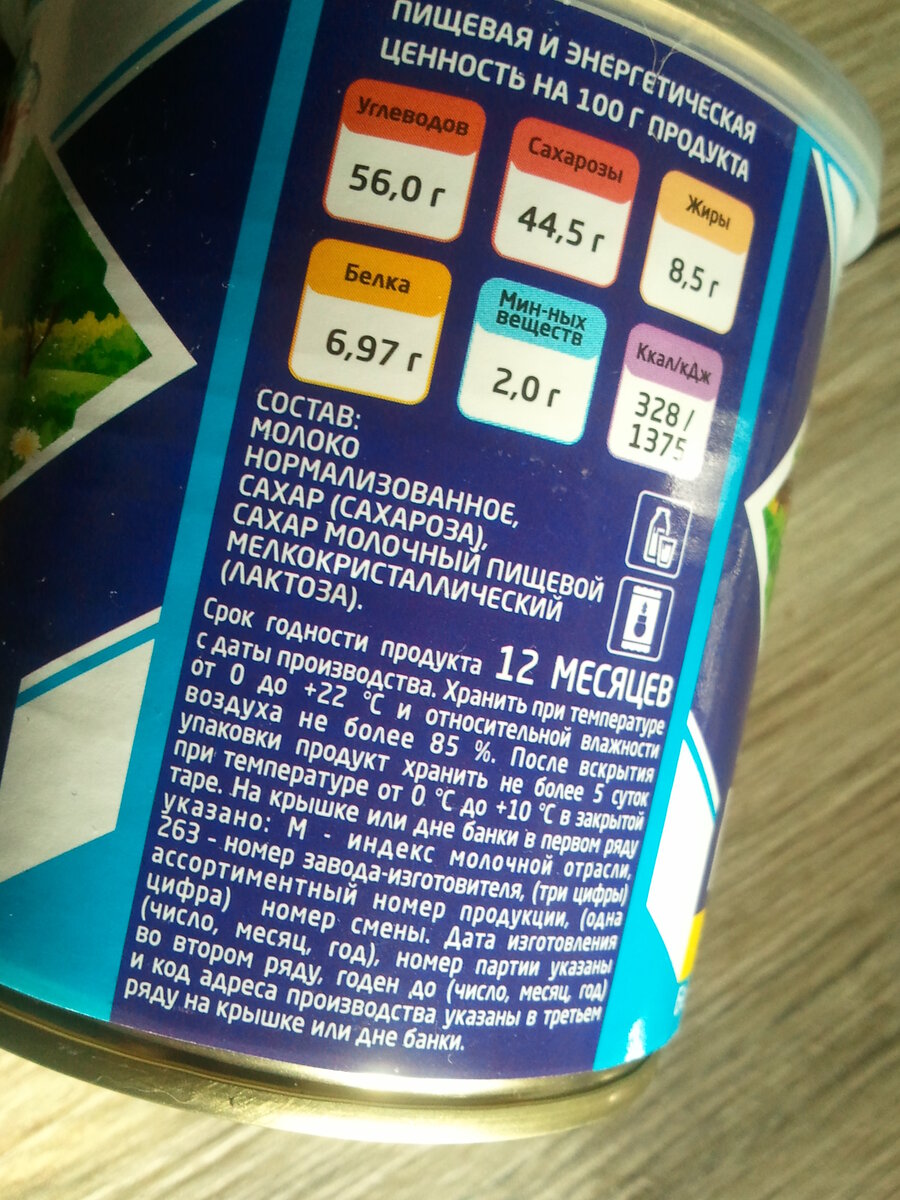 ПИЩЕВАЯ И ЭНЕРГЕТИЧЕСКАЯ
ЦЕННОСТЬ НА 100 Г ПРОДУКТА
Углеводов
56,0 г
Сахарозы
44,5 г
Жиры
8,5 г
Белка
6,97 г
Мин-ных
веществ
2,0 г
Ккал/кДж
328/
1375
СОСТАВ:
МОЛОКО
НОРМАЛИЗОВАННОЕ,
САХАР (САХАРОЗА),
САХАР МОЛОЧНЫЙ ПИЩЕВОЙ
МЕЛКОКРИСТАЛЛИЧЕСКИЙ
(ЛАКТОЗА).
Срок годности продукта 12 МЕСЯЦЕВ
с даты производства. Хранить при температуре
от 0 до +22 °С и относительной влажности
воздуха не более 85 %. После вскрытия
упаковки продукт хранить не более 5 суток
при температуре от 0 °С до +10 °С в закрытой
таре. На крышке или дне банки в первом ряду
указано: М - индекс молочной отрасли,
263 - номер завода-изготовителя, (три цифры)
ассортиментный номер продукции, (одна
цифра) номер смены. Дата изготовления
(число, месяц, год), номер партии указаны
во втором ряду, годен до (число, месяц, год)
и код адреса производства указаны в третьем
ряду на крышке или дне банки.